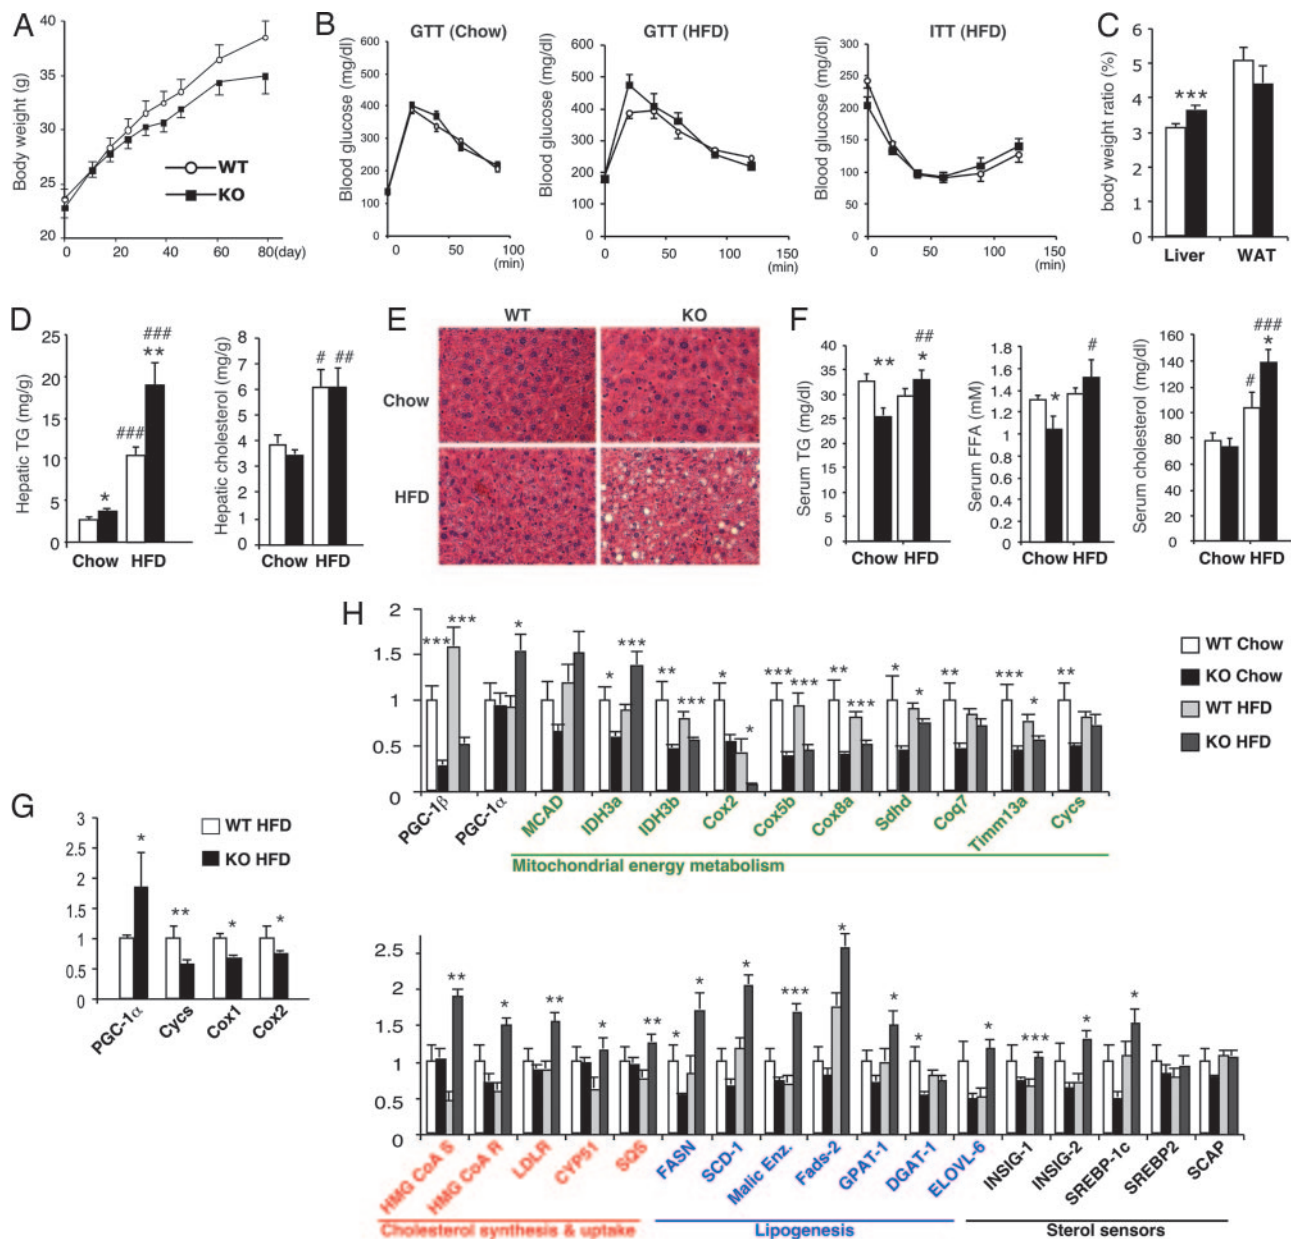 A
Body weight (g)
40
35
30
25
20
0
20
40
60
80(day)
WT
KO
B
GTT (Chow)
Blood glucose (mg/dl)
600
500
400
300
200
100
0
0
50
100
(min)
GTT (HFD)
Blood glucose (mg/dl)
600
500
400
300
200
100
0
0
50
100
150
(min)
ITT (HFD)
Blood glucose (mg/dl)
300
250
200
150
100
50
0
0
50
100
150
(min)
C
body weight ratio (%)
6
5
4
3
2
1
0
***
Liver
WAT
D
Hepatic TG (mg/g)
25
20
15
10
5
0
*
###
###
**
Chow HFD
Hepatic cholesterol (mg/g)
8
7
6
5
4
3
2
1
0
# ##
Chow HFD
E
WT
KO
Chow
HFD
F
Serum TG (mg/dl)
45
40
35
30
25
20
15
10
5
0
**
##
*
Chow HFD
Serum FFA (mM)
1.8
1.6
1.4
1.2
1
0.8
0.6
0.4
0.2
0
*
#
Chow HFD
Serum cholesterol (mg/dl)
160
140
120
100
80
60
40
20
0
#
###
*
Chow HFD
G
3
2.5
2
1.5
1
0.5
0
WT HFD
KO HFD
*
**
*
*
PGC-1α
Cycs
Cox1
Cox2
H
2
1.5
1
0.5
0
*** *** * * *** ** *** * * *** *** ** *** * * ** *** * **
PGC-1β
PGC-1α
MCAD
IDH3a
IDH3b
Cox2
Cox5b
Cox8a
Sdhd
Coq7
Timm13a
Cycs
Mitochondrial energy metabolism
WT Chow
KO Chow
WT HFD
KO HFD
2.5
2
1.5
1
0.5
0
** * ** * ** * * * *** * * * * *** * *
HMG CoA S
HMG CoA R
LDLR
CYP51
SQS
FASN
SCD-1
Malic Enz.
Fads-2
GPAT-1
DGAT-1
ELOVL-6
INSIG-1
INSIG-2
SREBP-1c
SREBP2
SCAP
Cholesterol synthesis & uptake
Lipogenesis
Sterol sensors